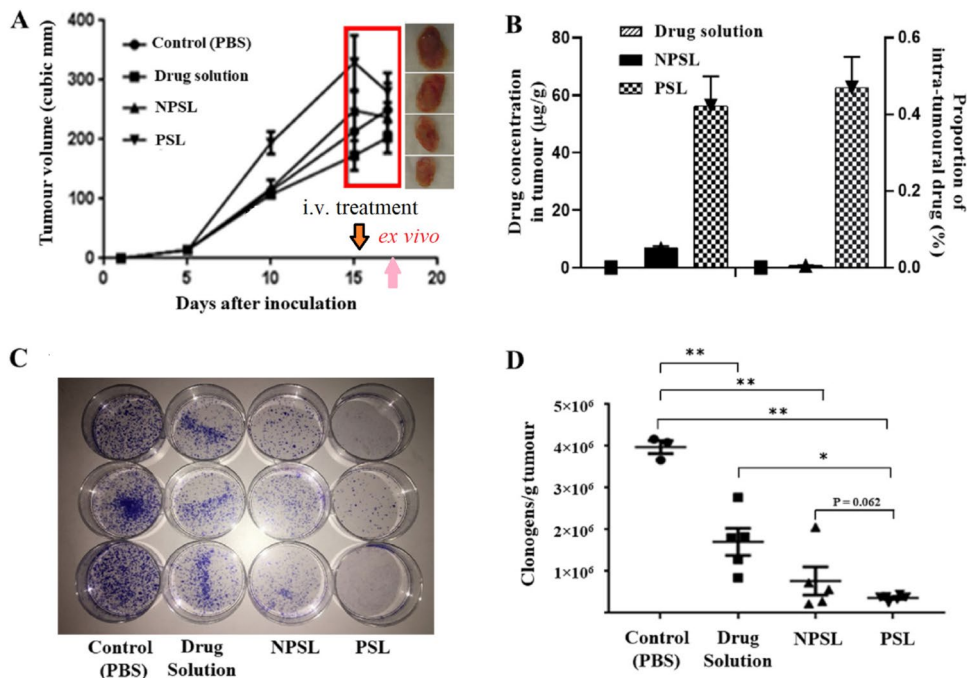 A
Tumour volume (cubic mm)
400
300
200
100
0
Control (PBS)
Drug solution
NPSL
PSL
i.v. treatment
ex vivo
0
5
10
15
20
Days after inoculation
B
Drug concentration
in tumour (µg/g)
80
60
40
20
0
Drug solution
NPSL
PSL
0.6
0.4
0.2
0.0
Proportion of
intra-tumoural drug (%)
C
Control
(PBS)
Drug
Solution
NPSL
PSL
D
Clonogens/g tumour
5×10⁶
4×10⁶
3×10⁶
2×10⁶
1×10⁶
**
**
**
*
P = 0.062
Control
(PBS)
Drug
Solution
NPSL
PSL